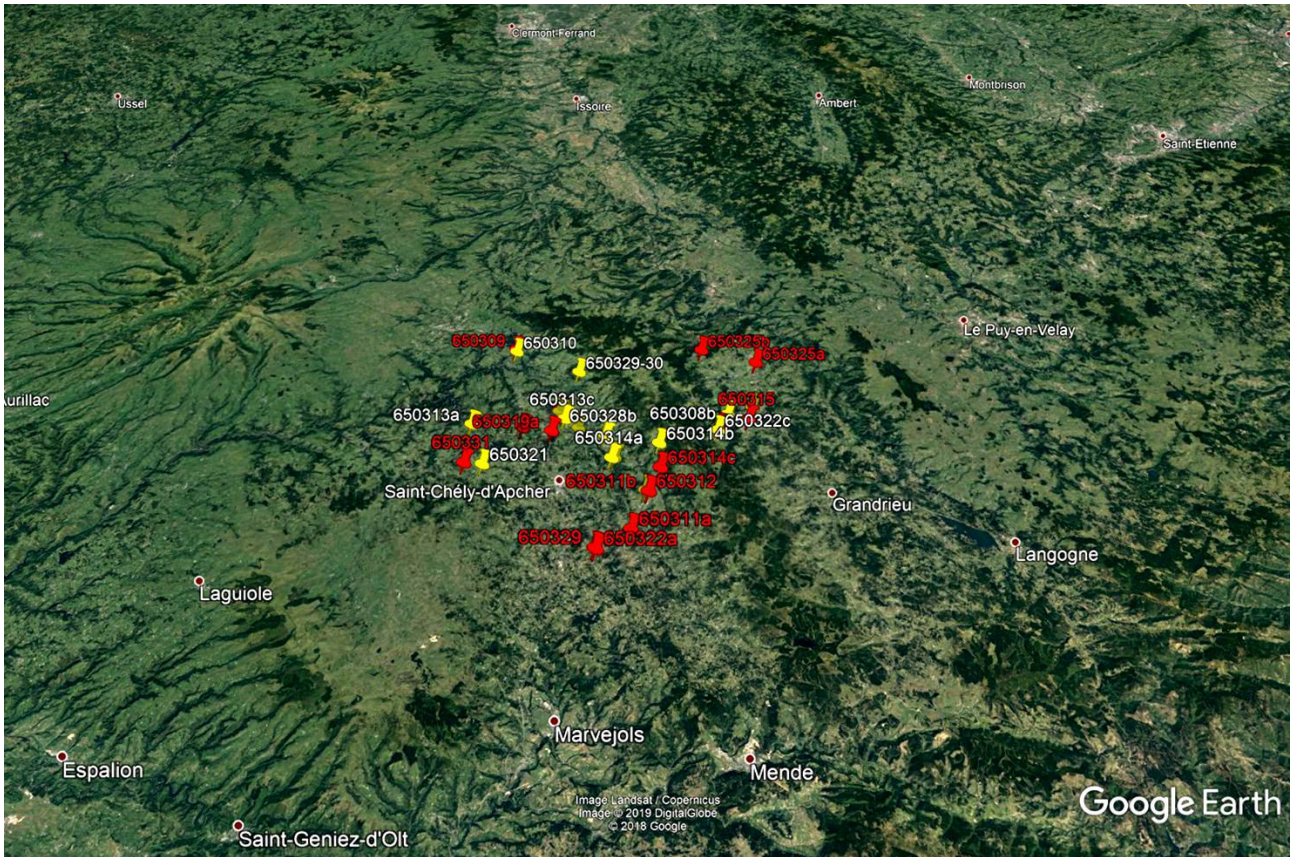 Clermont-Ferrand
Ussel
Issoire
Ambert
Montbrison
Saint-Etienne
Le Puy-en-Velay
650309
650310
650325b
650325a
650329-30
Aurillac
650313a
650313c
650328b
650308b
650315
650322c
650314a
650314b
650331
650321
650314c
Saint-Chély-d'Apcher
650311b
650312
Grandrieu
650311a
650329
650322a
Langogne
Laguiole
Marvejols
Espalion
Mende
Image Landsat / Copernicus
Image © 2019 DigitalGlobe
© 2018 Google
Google Earth
Saint-Geniez-d'Olt